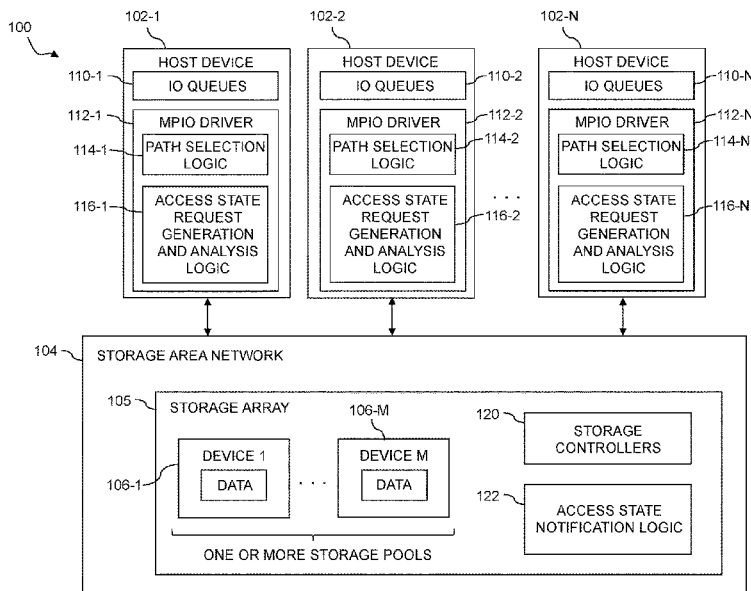 100
102-1
102-2
102-N
HOST DEVICE
HOST DEVICE
HOST DEVICE
110-1
IO QUEUES
IO QUEUES
110-2
IO QUEUES
110-N
112-1
MPIO DRIVER
MPIO DRIVER
112-2
MPIO DRIVER
112-N
114-1
PATH SELECTION
LOGIC
PATH SELECTION
LOGIC
114-2
PATH SELECTION
LOGIC
114-N
116-1
ACCESS STATE
REQUEST
GENERATION
AND ANALYSIS
LOGIC
ACCESS STATE
REQUEST
GENERATION
AND ANALYSIS
LOGIC
116-2
. . .
ACCESS STATE
REQUEST
GENERATION
AND ANALYSIS
LOGIC
116-N
104
STORAGE AREA NETWORK
105
STORAGE ARRAY
106-M
DEVICE 1
DATA
106-1
. . .
DEVICE M
DATA
ONE OR MORE STORAGE POOLS
120
STORAGE
CONTROLLERS
122
ACCESS STATE
NOTIFICATION LOGIC